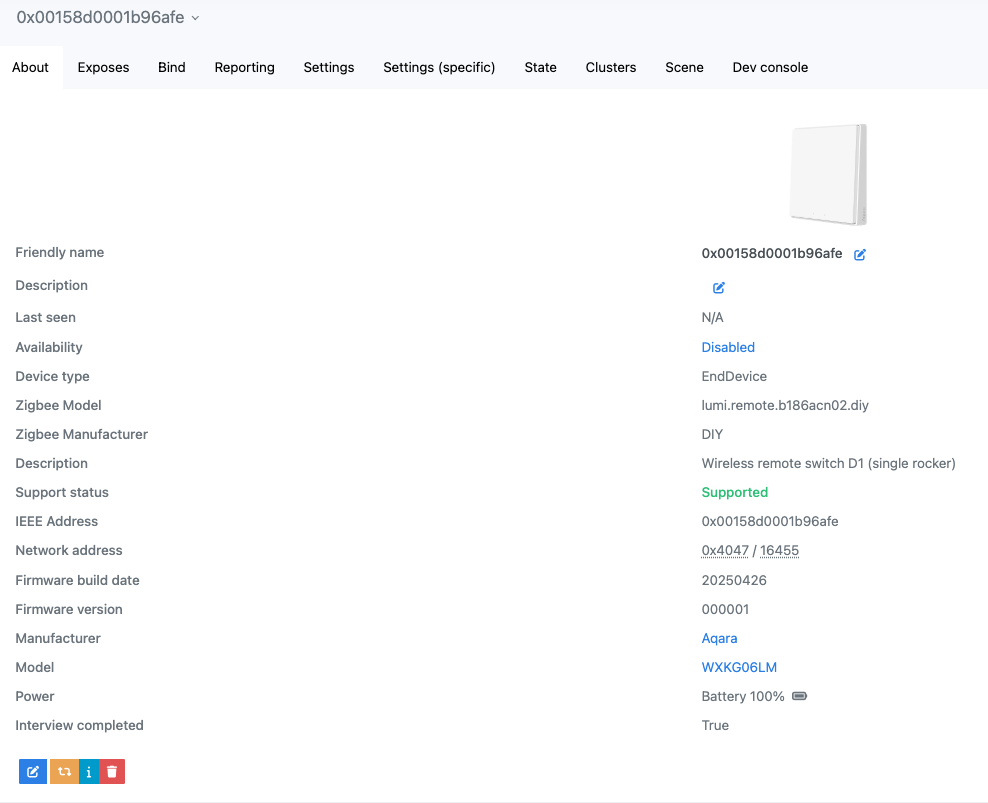 0x00158d0001b96afe
About Exposes Bind Reporting Settings Settings (specific) State Clusters Scene Dev console
Friendly name 0x00158d0001b96afe
Description
Last seen N/A
Availability Disabled
Device type EndDevice
Zigbee Model lumi.remote.b186acn02.diy
Zigbee Manufacturer DIY
Description Wireless remote switch D1 (single rocker)
Support status Supported
IEEE Address 0x00158d0001b96afe
Network address 0x4047 / 16455
Firmware build date 20250426
Firmware version 000001
Manufacturer Aqara
Model WXKG06LM
Power Battery 100%
Interview completed True